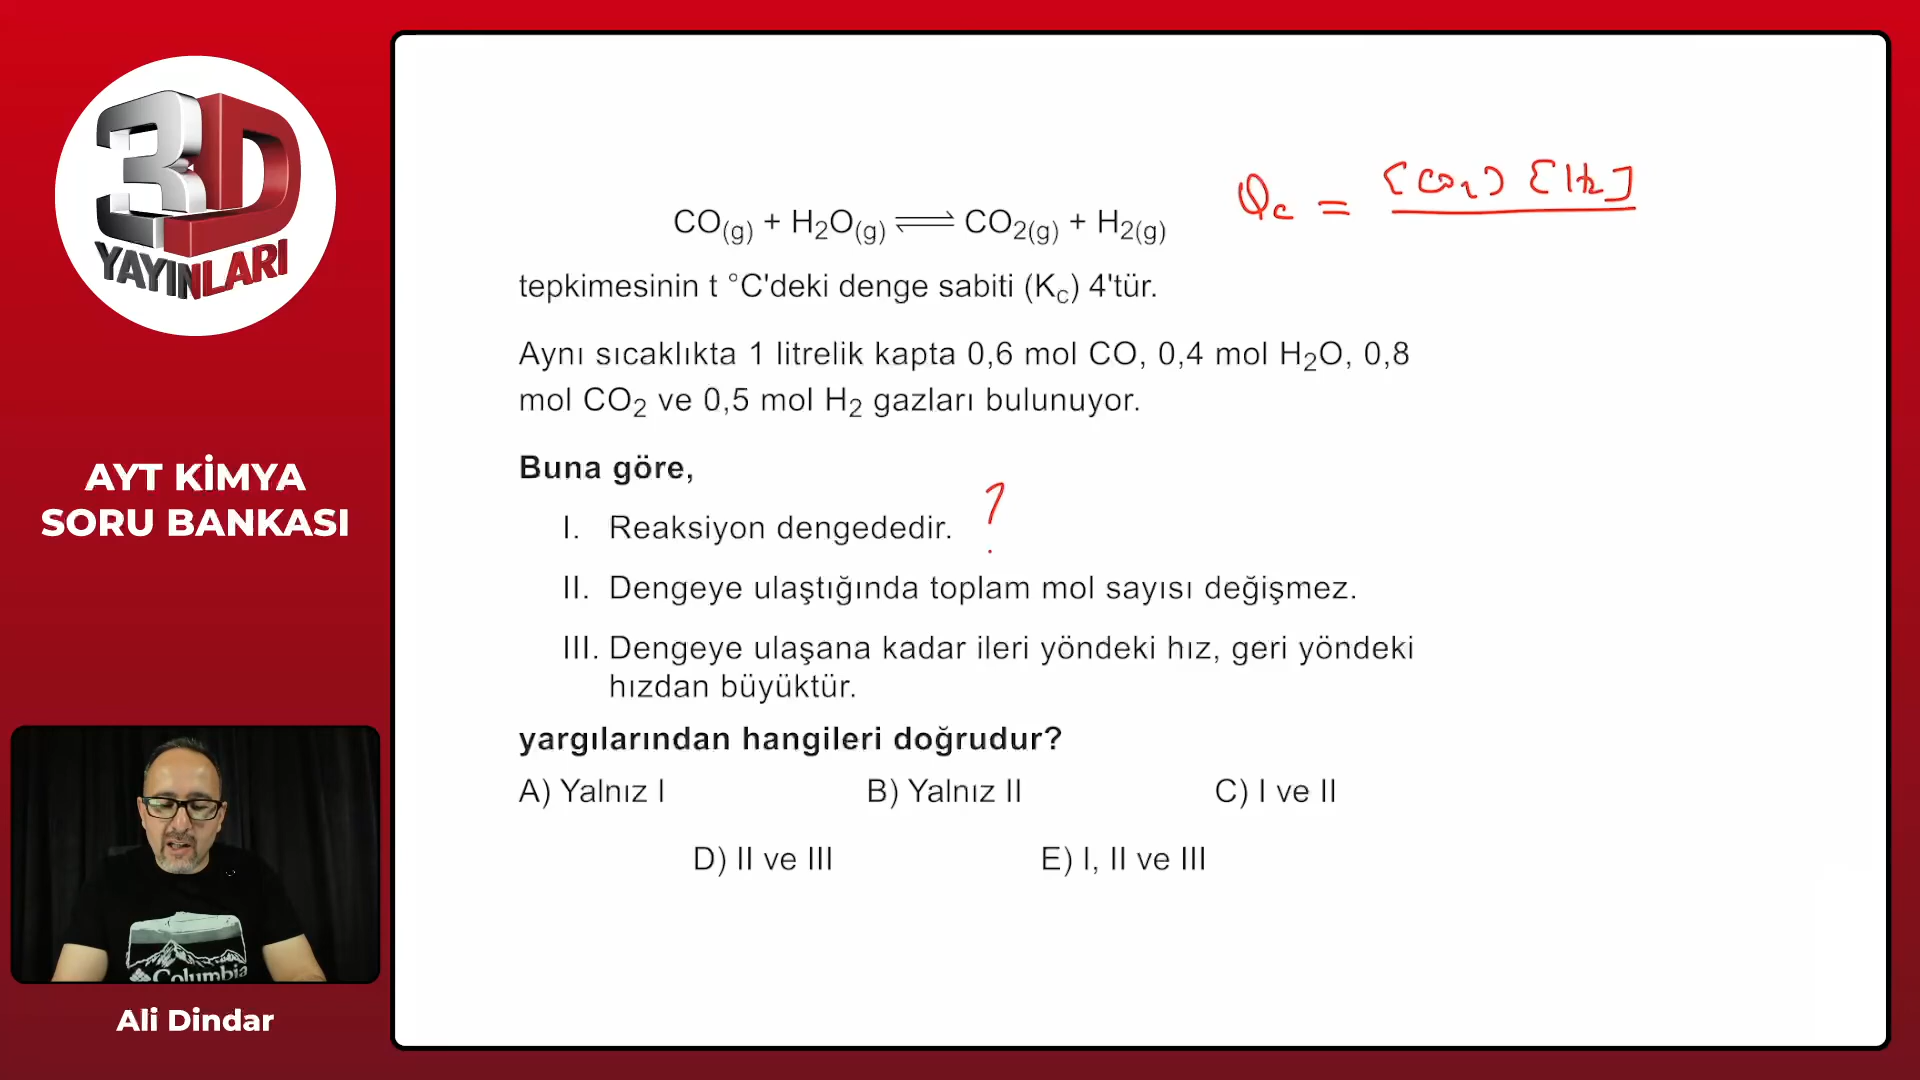 3D
YAYINLARI
AYT KİMYA
SORU BANKASI
Columbia
Ali Dindar
CO(g) + H2O(g) ⇌ CO2(g) + H2(g)
Qc = [CO2] [H2]
tepkimesinin t °C'deki denge sabiti (Kc) 4'tür.
Aynı sıcaklıkta 1 litrelik kapta 0,6 mol CO, 0,4 mol H2O, 0,8
mol CO2 ve 0,5 mol H2 gazları bulunuyor.
Buna göre,
I. Reaksiyon dengededir. ?
II. Dengeye ulaştığında toplam mol sayısı değişmez.
III. Dengeye ulaşana kadar ileri yöndeki hız, geri yöndeki
hızdan büyüktür.
yargılarından hangileri doğrudur?
A) Yalnız I B) Yalnız II C) I ve II
D) II ve III E) I, II ve III